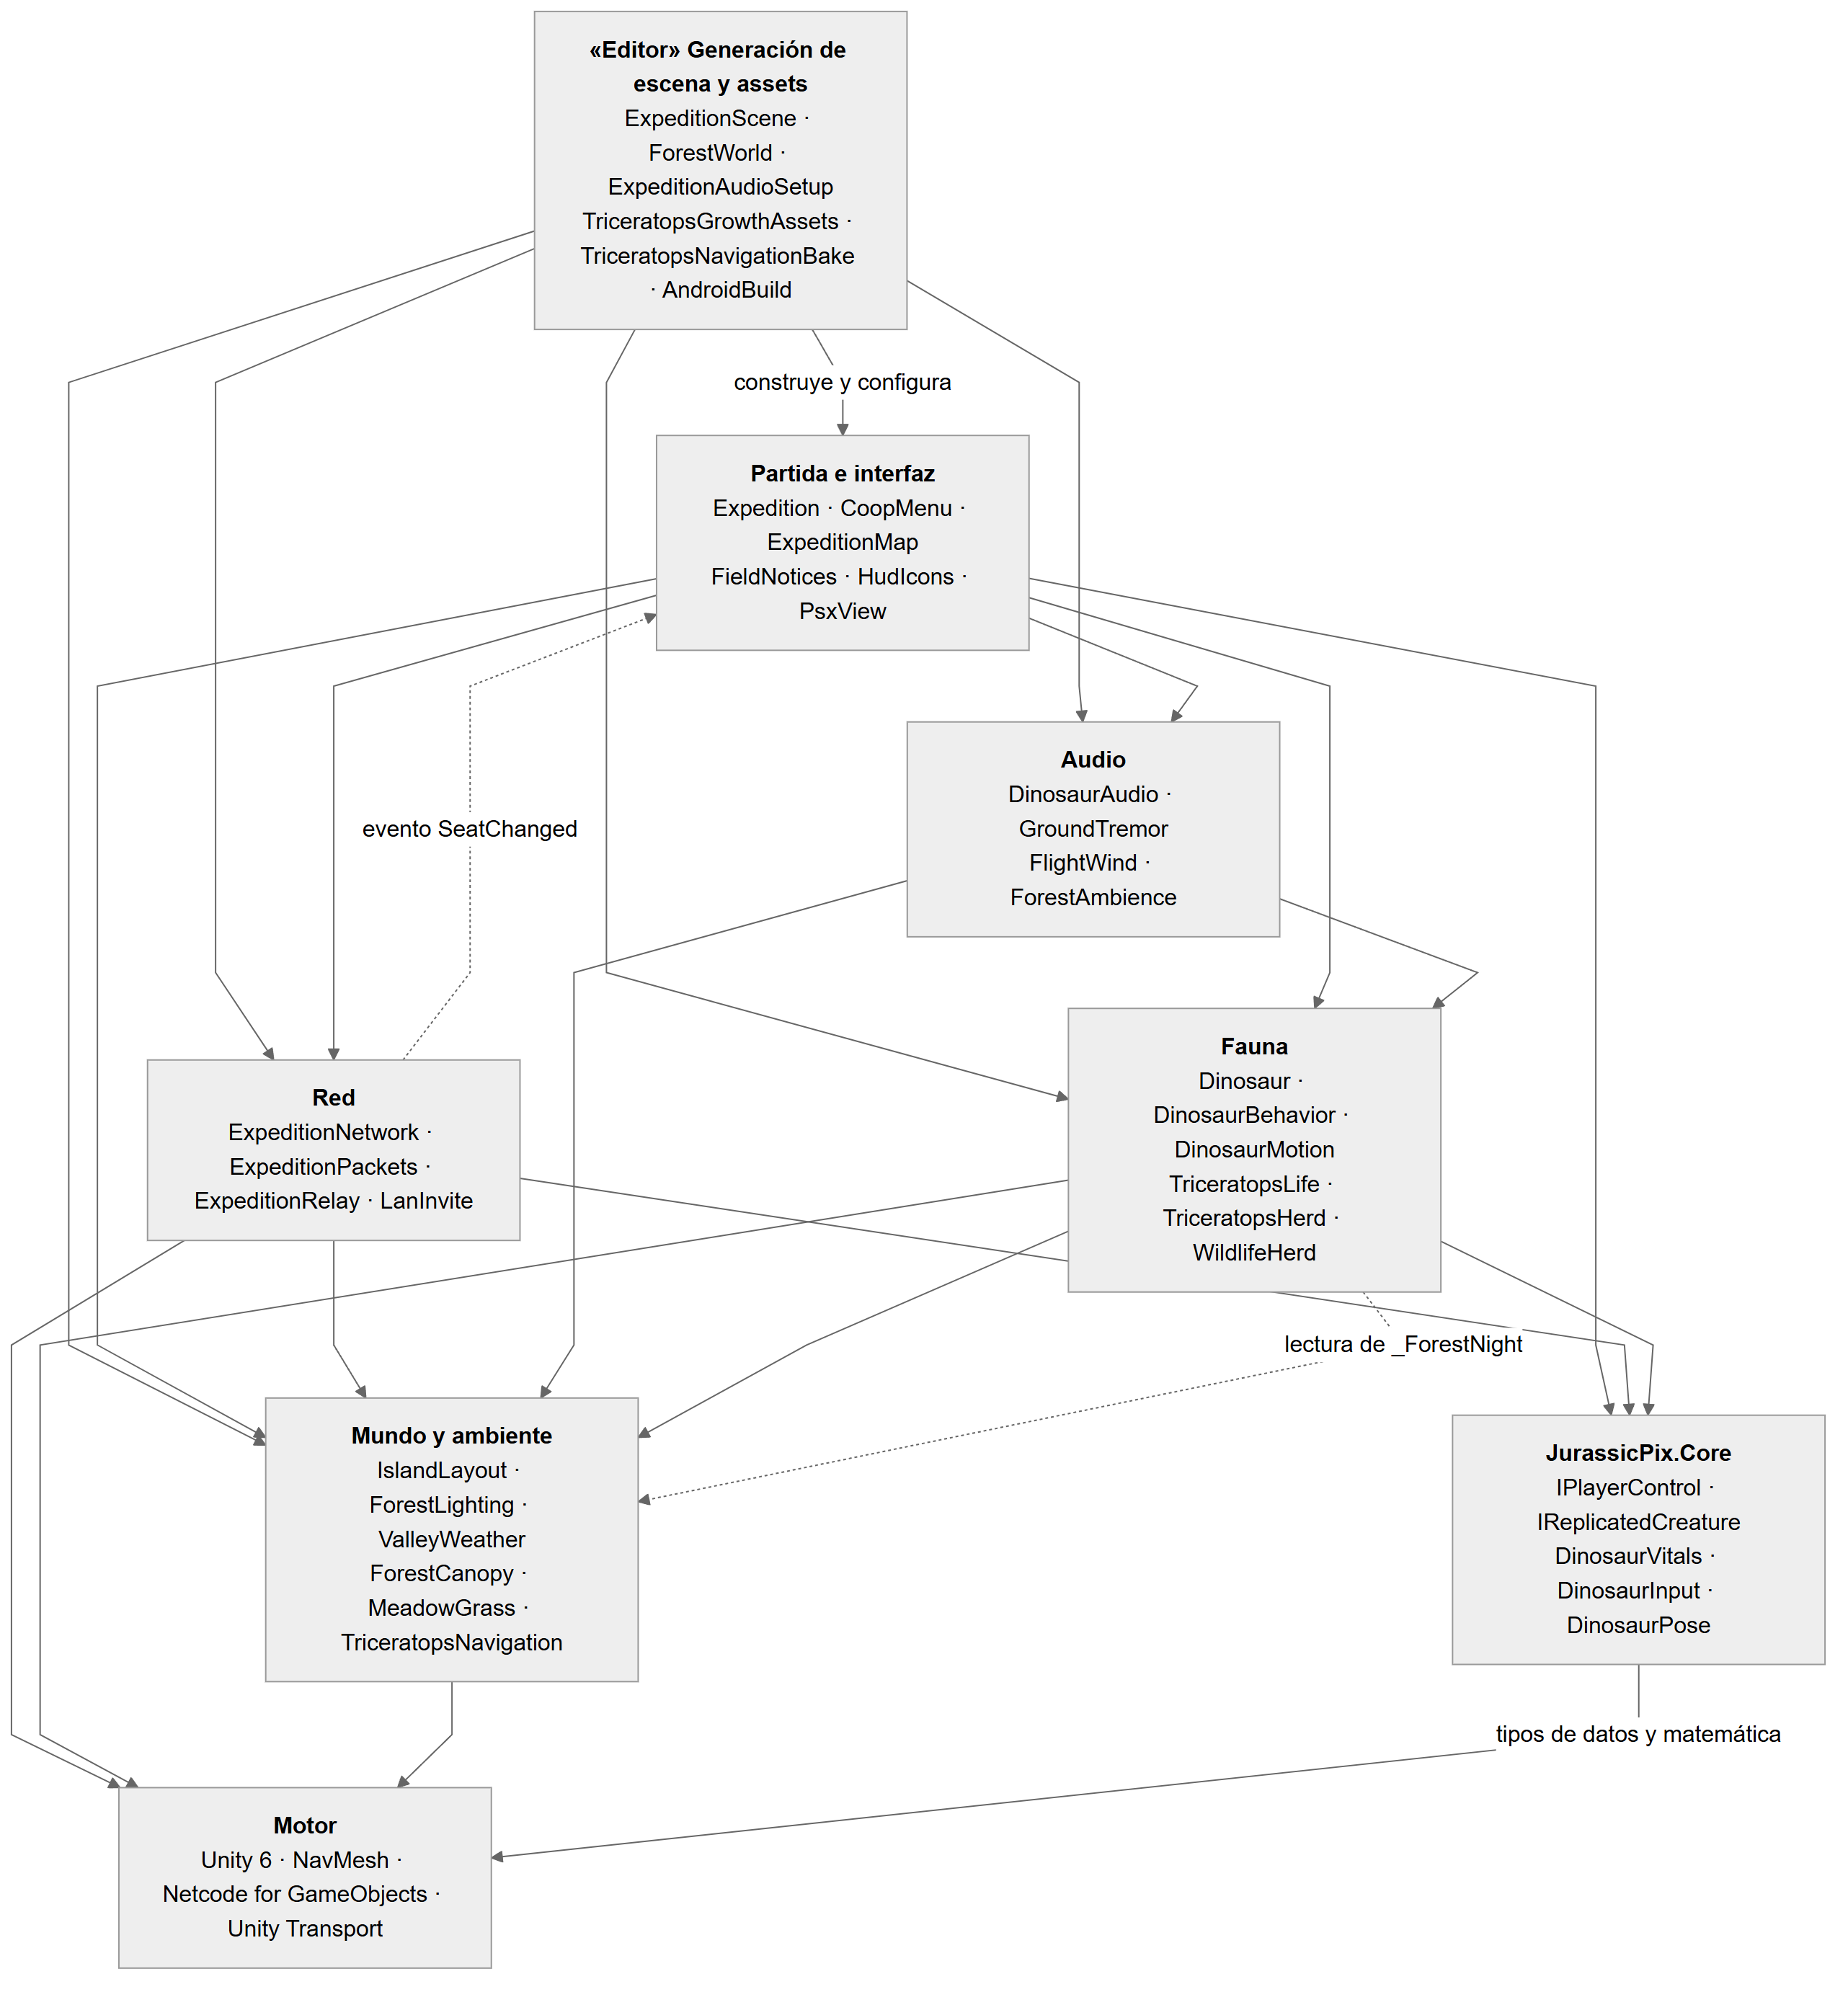 «Editor» Generación de
escena y assets
ExpeditionScene ·
ForestWorld ·
ExpeditionAudioSetup
TriceratopsGrowthAssets ·
TriceratopsNavigationBake
· AndroidBuild
construye y configura
Partida e interfaz
Expedition · CoopMenu ·
ExpeditionMap
FieldNotices · HudIcons ·
PsxView
Audio
DinosaurAudio ·
GroundTremor
FlightWind ·
ForestAmbience
evento SeatChanged
Fauna
Dinosaur ·
DinosaurBehavior ·
DinosaurMotion
TriceratopsLife ·
TriceratopsHerd ·
WildlifeHerd
Red
ExpeditionNetwork ·
ExpeditionPackets ·
ExpeditionRelay · LanInvite
lectura de _ForestNight
Mundo y ambiente
IslandLayout ·
ForestLighting ·
ValleyWeather
ForestCanopy ·
MeadowGrass ·
TriceratopsNavigation
JurassicPix.Core
IPlayerControl ·
IReplicatedCreature
DinosaurVitals ·
DinosaurInput ·
DinosaurPose
tipos de datos y matemática
Motor
Unity 6 · NavMesh ·
Netcode for GameObjects ·
Unity Transport